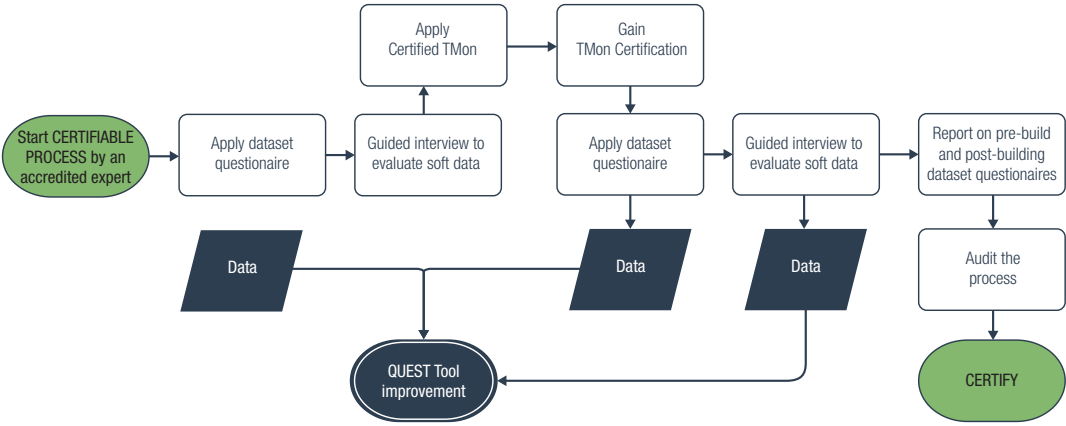 Apply
Certified TMon
Gain
TMon Certification
Start CERTIFIABLE
PROCESS by an
accredited expert
Apply dataset
questionaire
Guided interview to
evaluate soft data
Apply dataset
questionaire
Guided interview to
evaluate soft data
Report on pre-build
and post-building
dataset questionaires
Data
Data
Data
Audit the
process
QUEST Tool
improvement
CERTIFY